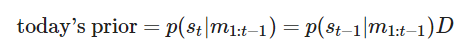 today's prior = p(s_t|m_{1:t−1}) = p(s_{t−1}|m_{1:t−1})D